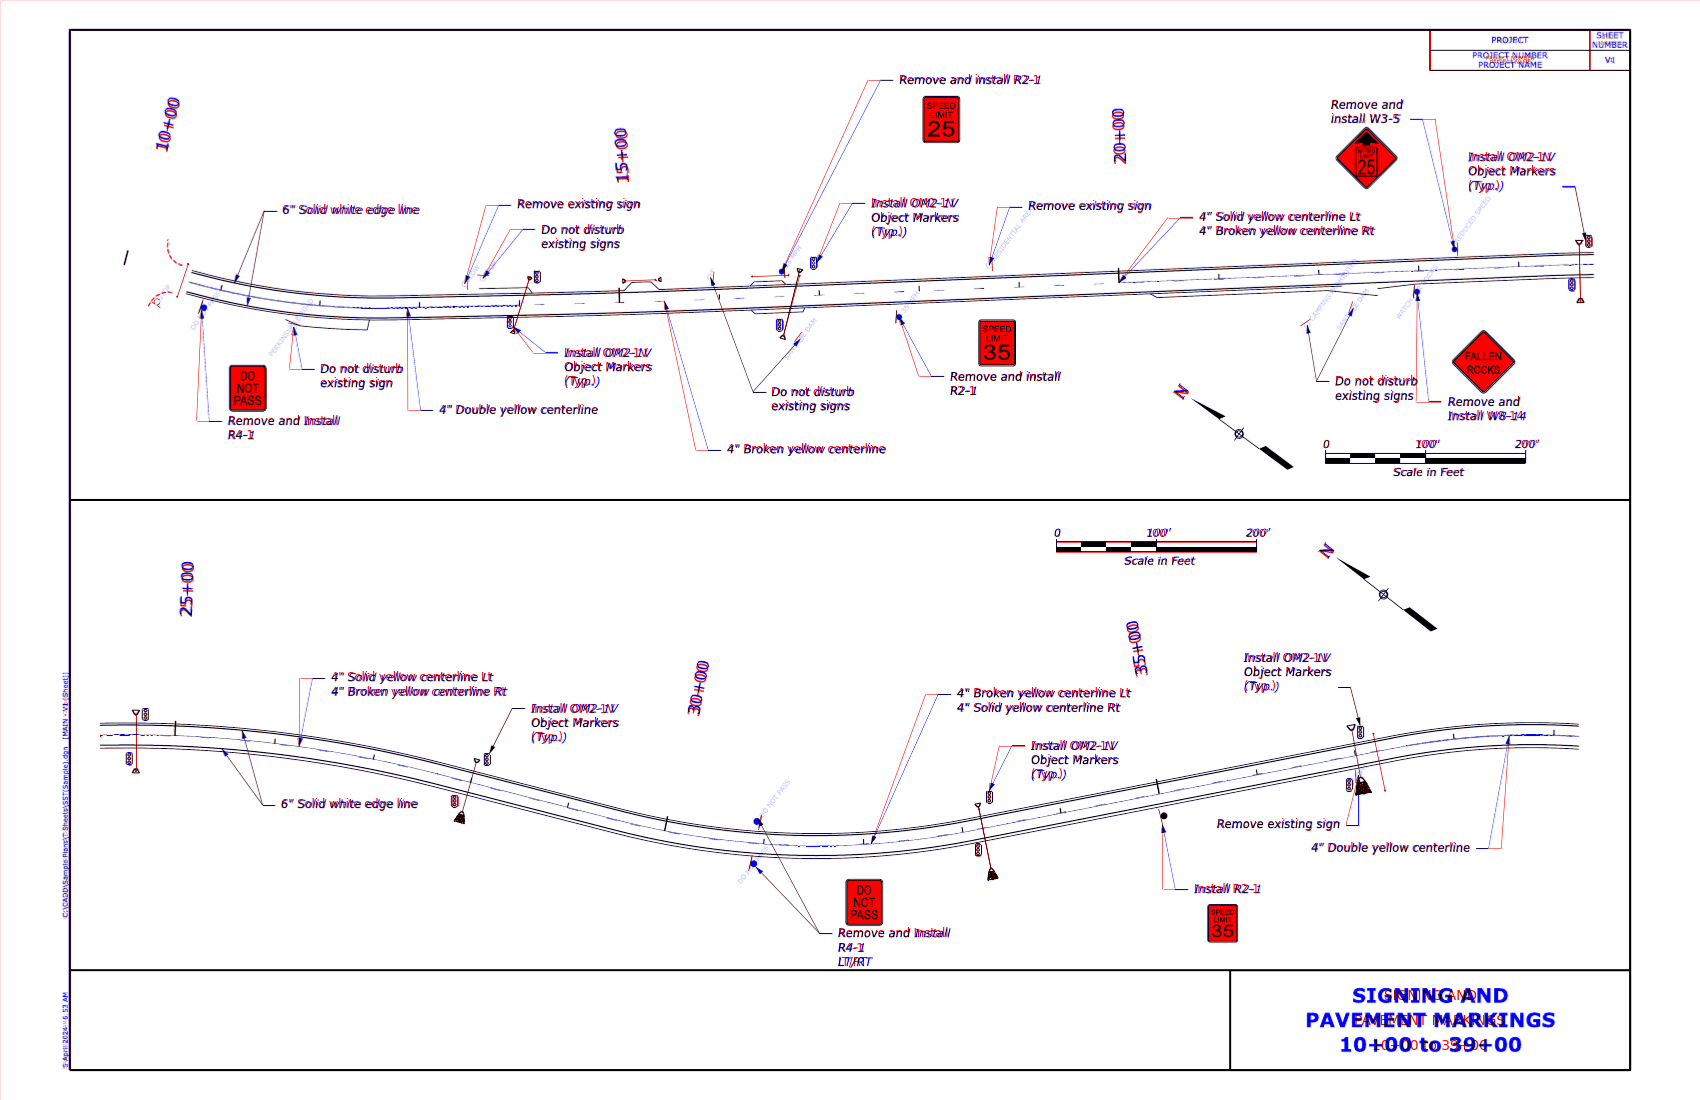 PROJECT
SHEET
NUMBER
PROJECT NUMBER
PROJECT NAME
V1
10+00
15+00
20+00
Remove and install R2-1
SPEED
LIMIT
25
Remove and
install W3-5
SPEED
LIMIT
25
Install OM2-1V
Object Markers
(Typ.)
6" Solid white edge line
Remove existing sign
Do not disturb
existing signs
Install OM2-1V
Object Markers
(Typ.)
Remove existing sign
4" Solid yellow centerline Lt
4" Broken yellow centerline Rt
DO
NOT
PASS
Remove and Install
R4-1
Do not disturb
existing sign
4" Double yellow centerline
Install OM2-1V
Object Markers
(Typ.)
4" Broken yellow centerline
Do not disturb
existing signs
SPEED
LIMIT
35
Remove and install
R2-1
Do not disturb
existing signs
FALLEN
ROCKS
Remove and
Install W8-14
N
0 100' 200'
Scale in Feet
0 100' 200'
Scale in Feet
N
25+00
30+00
35+00
4" Solid yellow centerline Lt
4" Broken yellow centerline Rt
Install OM2-1V
Object Markers
(Typ.)
6" Solid white edge line
DO NOT PASS
4" Broken yellow centerline Lt
4" Solid yellow centerline Rt
Install OM2-1V
Object Markers
(Typ.)
Install OM2-1V
Object Markers
(Typ.)
Remove existing sign
4" Double yellow centerline
DO
NOT
PASS
Remove and Install
R4-1
LT/RT
Install R2-1
SPEED
LIMIT
35
SIGNING AND
PAVEMENT MARKINGS
10+00 to 39+00